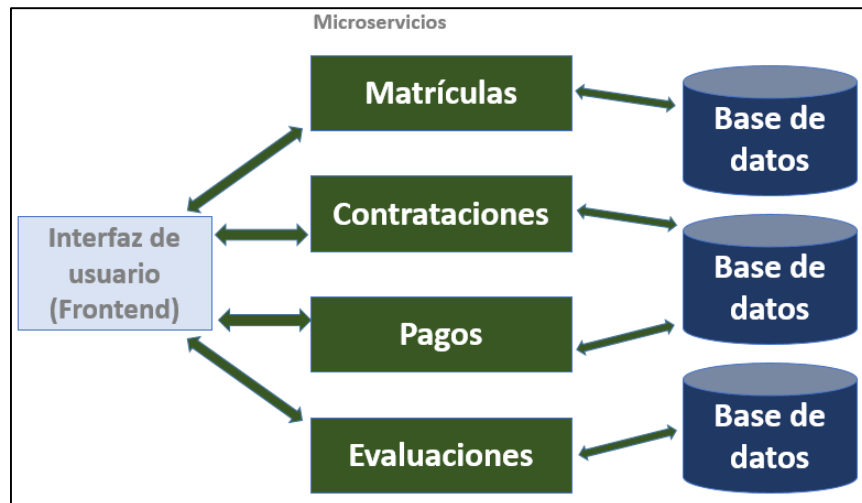 Microservicios
Matrículas
Base de
datos
Contrataciones
Interfaz de
usuario
(Frontend)
Base de
datos
Pagos
Base de
datos
Evaluaciones